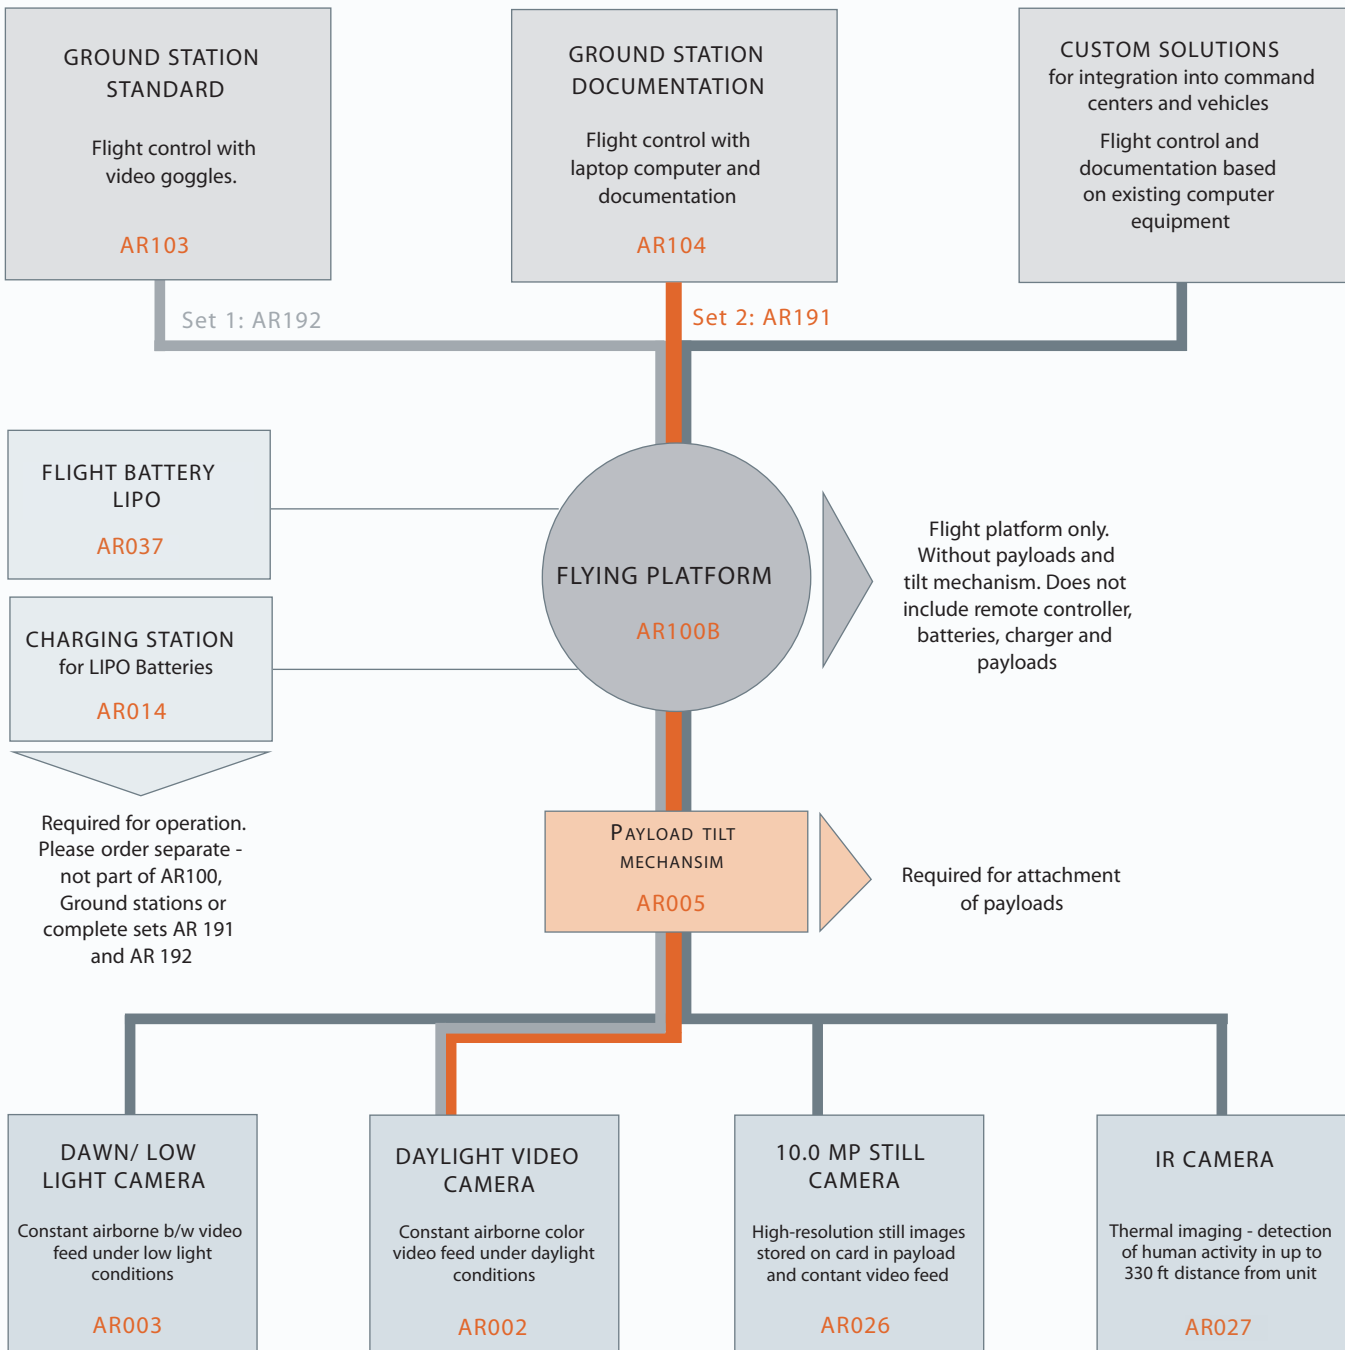 GROUND STATION
STANDARD
Flight control with
video goggles.
AR103
GROUND STATION
DOCUMENTATION
Flight control with
laptop computer and
documentation
AR104
CUSTOM SOLUTIONS
for integration into command
centers and vehicles
Flight control and
documentation based
on existing computer
equipment
Set 1: AR192
Set 2: AR191
FLIGHT BATTERY
LIPO
AR037
CHARGING STATION
for LIPO Batteries
AR014
Required for operation.
Please order separate -
not part of AR100,
Ground stations or
complete sets AR 191
and AR 192
FLYING PLATFORM
AR100B
Flight platform only.
Without payloads and
tilt mechanism. Does not
include remote controller,
batteries, charger and
payloads
PAYLOAD TILT
MECHANSIM
AR005
Required for attachment
of payloads
DAWN/ LOW
LIGHT CAMERA
Constant airborne b/w video
feed under low light
conditions
AR003
DAYLIGHT VIDEO
CAMERA
Constant airborne color
video feed under daylight
conditions
AR002
10.0 MP STILL
CAMERA
High-resolution still images
stored on card in payload
and contant video feed
AR026
IR CAMERA
Thermal imaging - detection
of human activity in up to
330 ft distance from unit
AR027